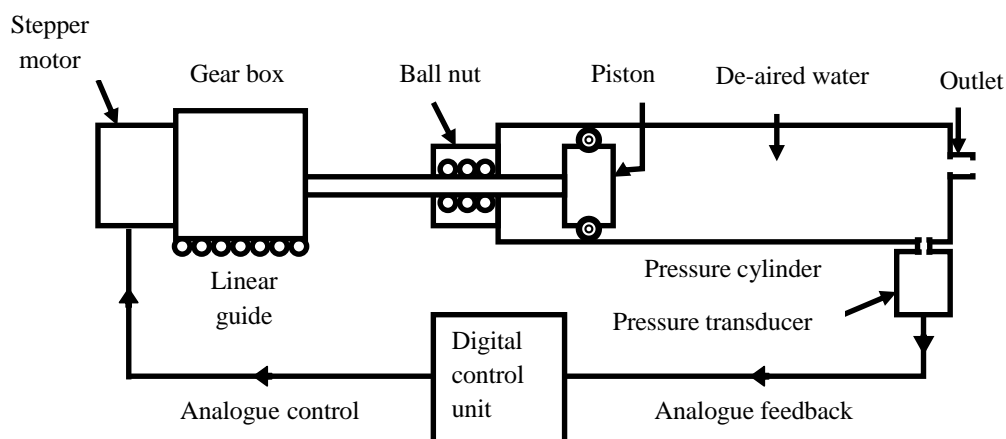 Stepper
motor
Gear box
Ball nut
Piston
De-aired water
Outlet
Linear
guide
Pressure cylinder
Pressure transducer
Digital
control
unit
Analogue control
Analogue feedback